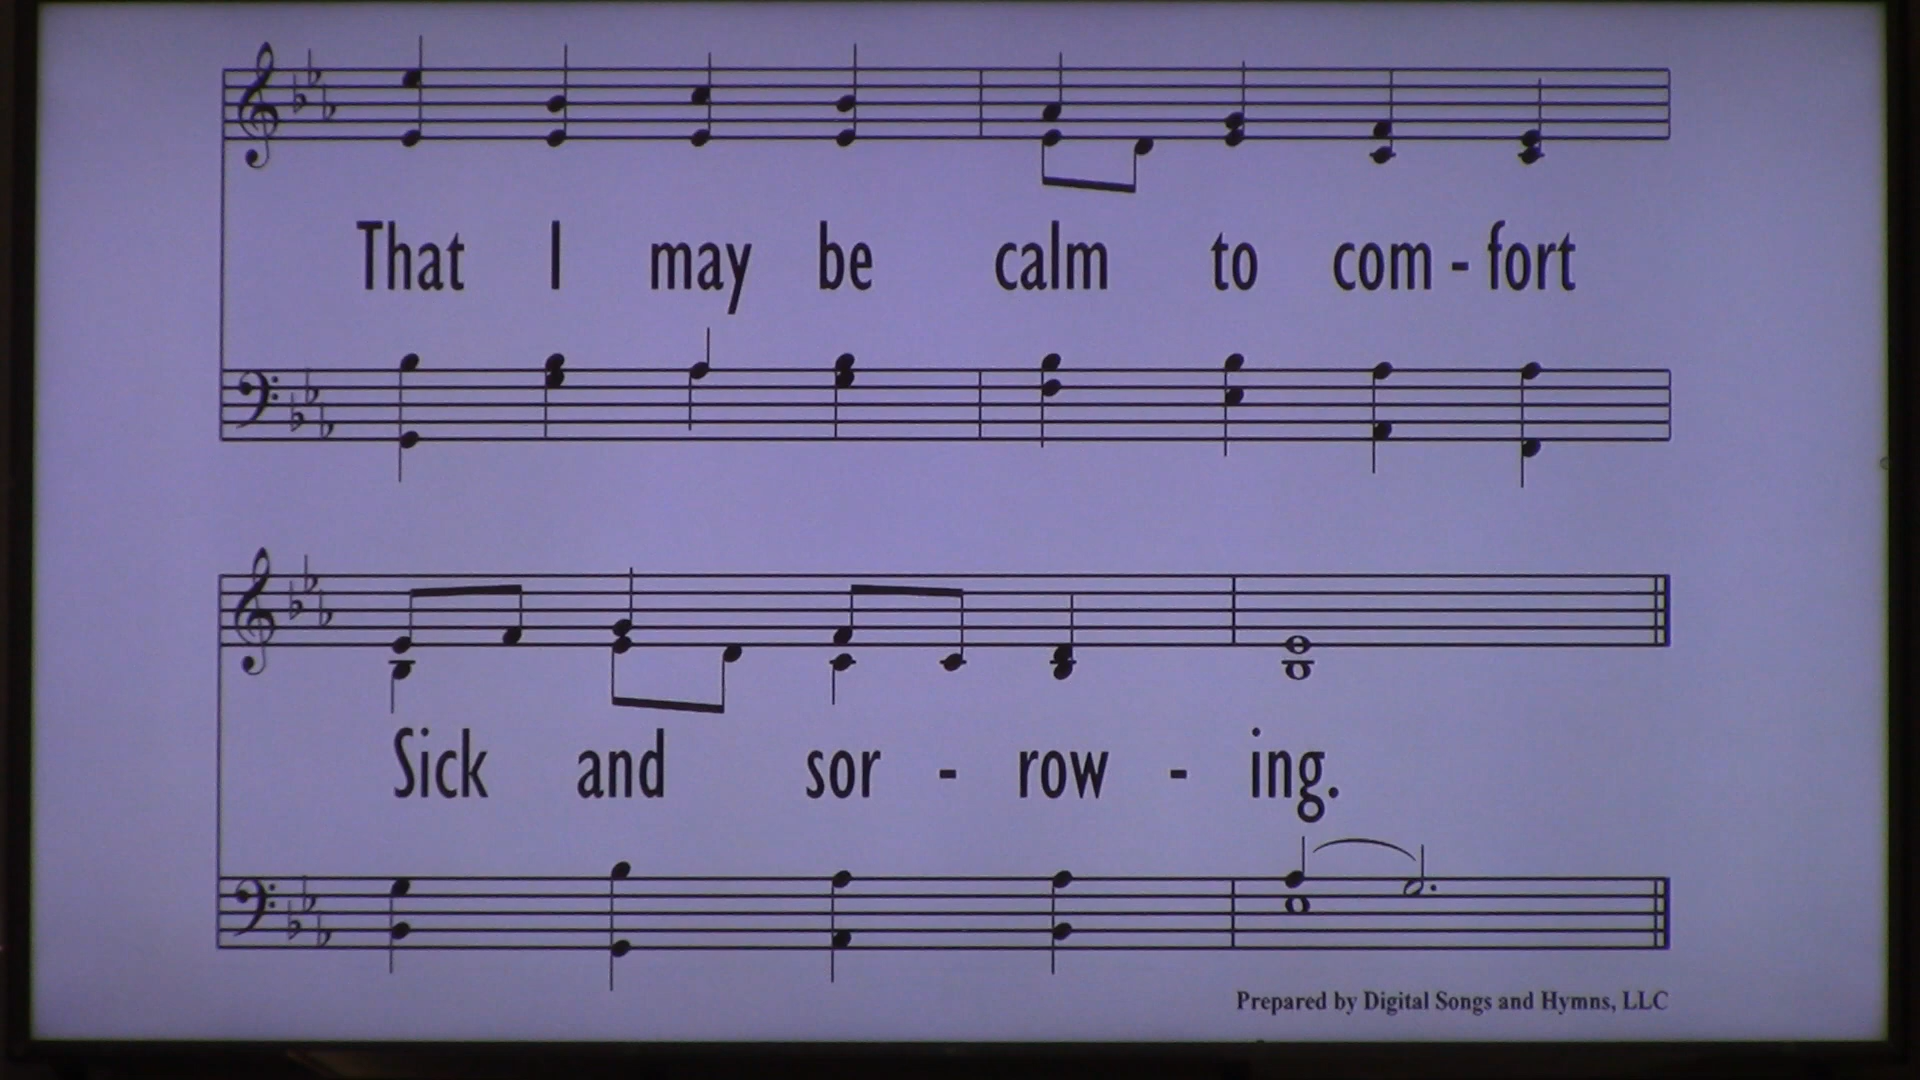 That I may be calm to com - fort
Sick and sor - row - ing.
Prepared by Digital Songs and Hymns, LLC